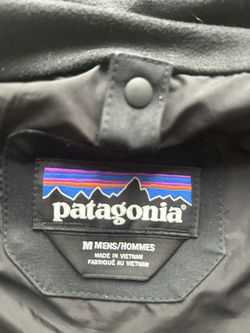 patagonia®
M MENS/HOMMES
MADE IN VIETNAM
FABRIQUÉ AU VIETNAM